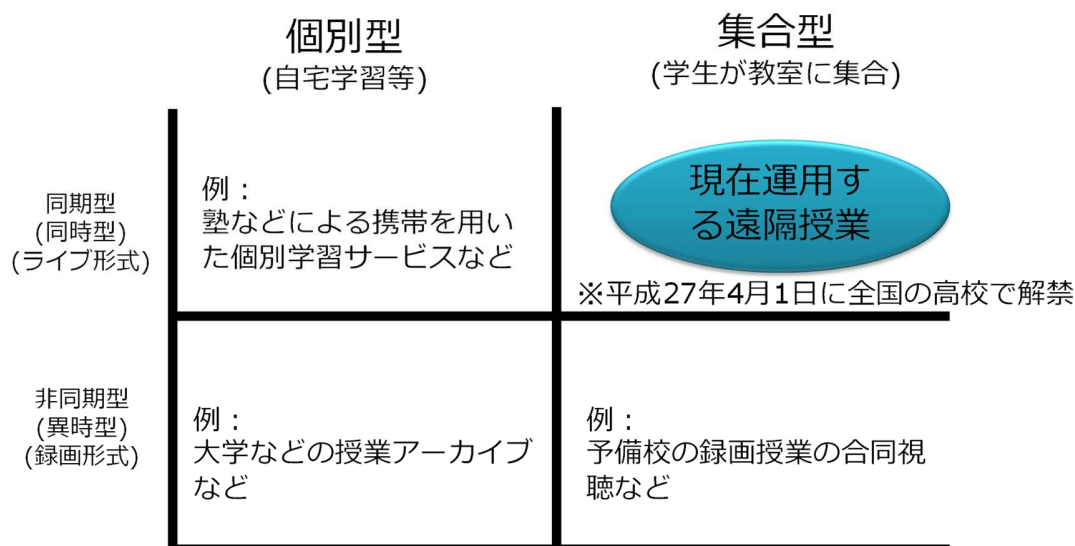 個別型
(自宅学習等)
集合型
(学生が教室に集合)
同期型
(同時型)
(ライブ形式)
例：
塾などによる携帯を用い
た個別学習サービスなど
現在運用す
る遠隔授業
※平成27年4月1日に全国の高校で解禁
非同期型
(異時型)
(録画形式)
例：
大学などの授業アーカイブ
など
例：
予備校の録画授業の合同視
聴など